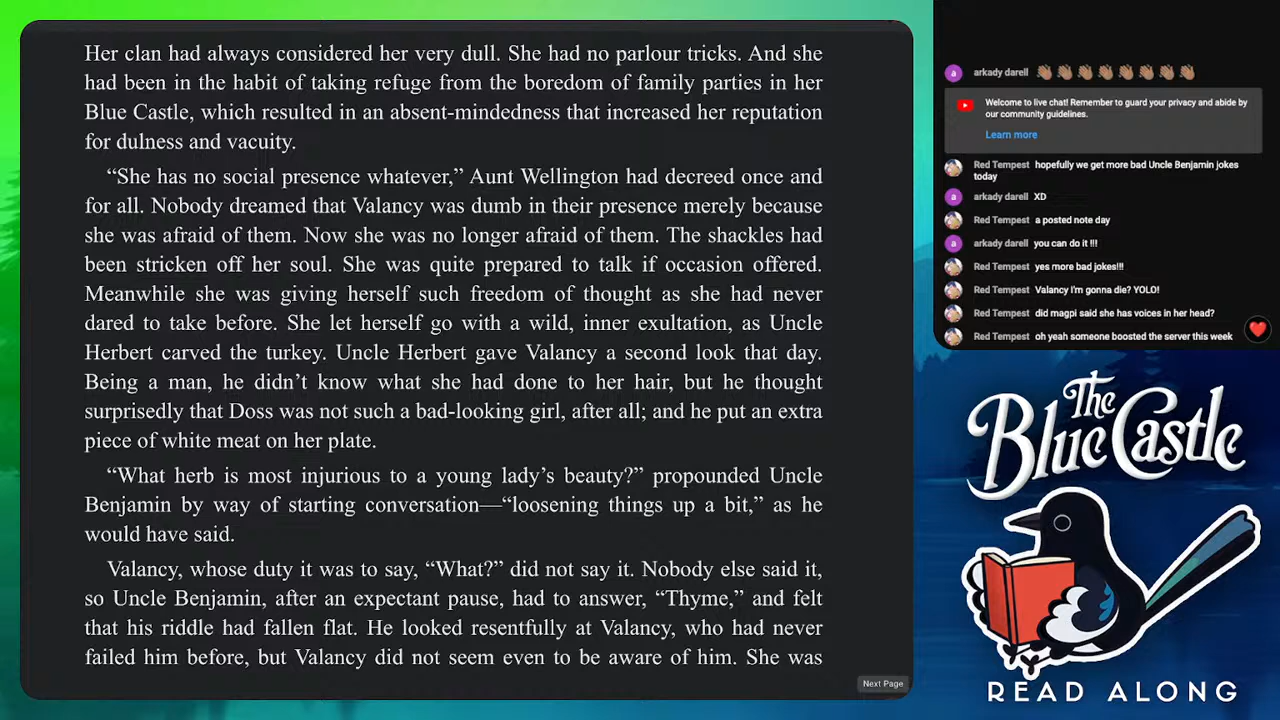 Her clan had always considered her very dull. She had no parlour tricks. And she
had been in the habit of taking refuge from the boredom of family parties in her
Blue Castle, which resulted in an absent-mindedness that increased her reputation
for dulness and vacuity.
“She has no social presence whatever,” Aunt Wellington had decreed once and
for all. Nobody dreamed that Valancy was dumb in their presence merely because
she was afraid of them. Now she was no longer afraid of them. The shackles had
been stricken off her soul. She was quite prepared to talk if occasion offered.
Meanwhile she was giving herself such freedom of thought as she had never
dared to take before. She let herself go with a wild, inner exultation, as Uncle
Herbert carved the turkey. Uncle Herbert gave Valancy a second look that day.
Being a man, he didn’t know what she had done to her hair, but he thought
surprisedly that Doss was not such a bad-looking girl, after all; and he put an extra
piece of white meat on her plate.
“What herb is most injurious to a young lady’s beauty?” propounded Uncle
Benjamin by way of starting conversation—“loosening things up a bit,” as he
would have said.
Valancy, whose duty it was to say, “What?” did not say it. Nobody else said it,
so Uncle Benjamin, after an expectant pause, had to answer, “Thyme,” and felt
that his riddle had fallen flat. He looked resentfully at Valancy, who had never
failed him before, but Valancy did not seem even to be aware of him. She was
Next Page
a arkady darell 👏🏽👏🏽👏🏽👏🏽👏🏽👏🏽👏🏽👏🏽
Welcome to live chat! Remember to guard your privacy and abide by
our community guidelines.
Learn more
Red Tempest hopefully we get more bad Uncle Benjamin jokes
today
a arkady darell XD
Red Tempest a posted note day
a arkady darell you can do it !!!
Red Tempest yes more bad jokes!!!
Red Tempest Valancy I'm gonna die? YOLO!
Red Tempest did magpi said she has voices in her head?
Red Tempest oh yeah someone boosted the server this week
The
Blue Castle
READ ALONG